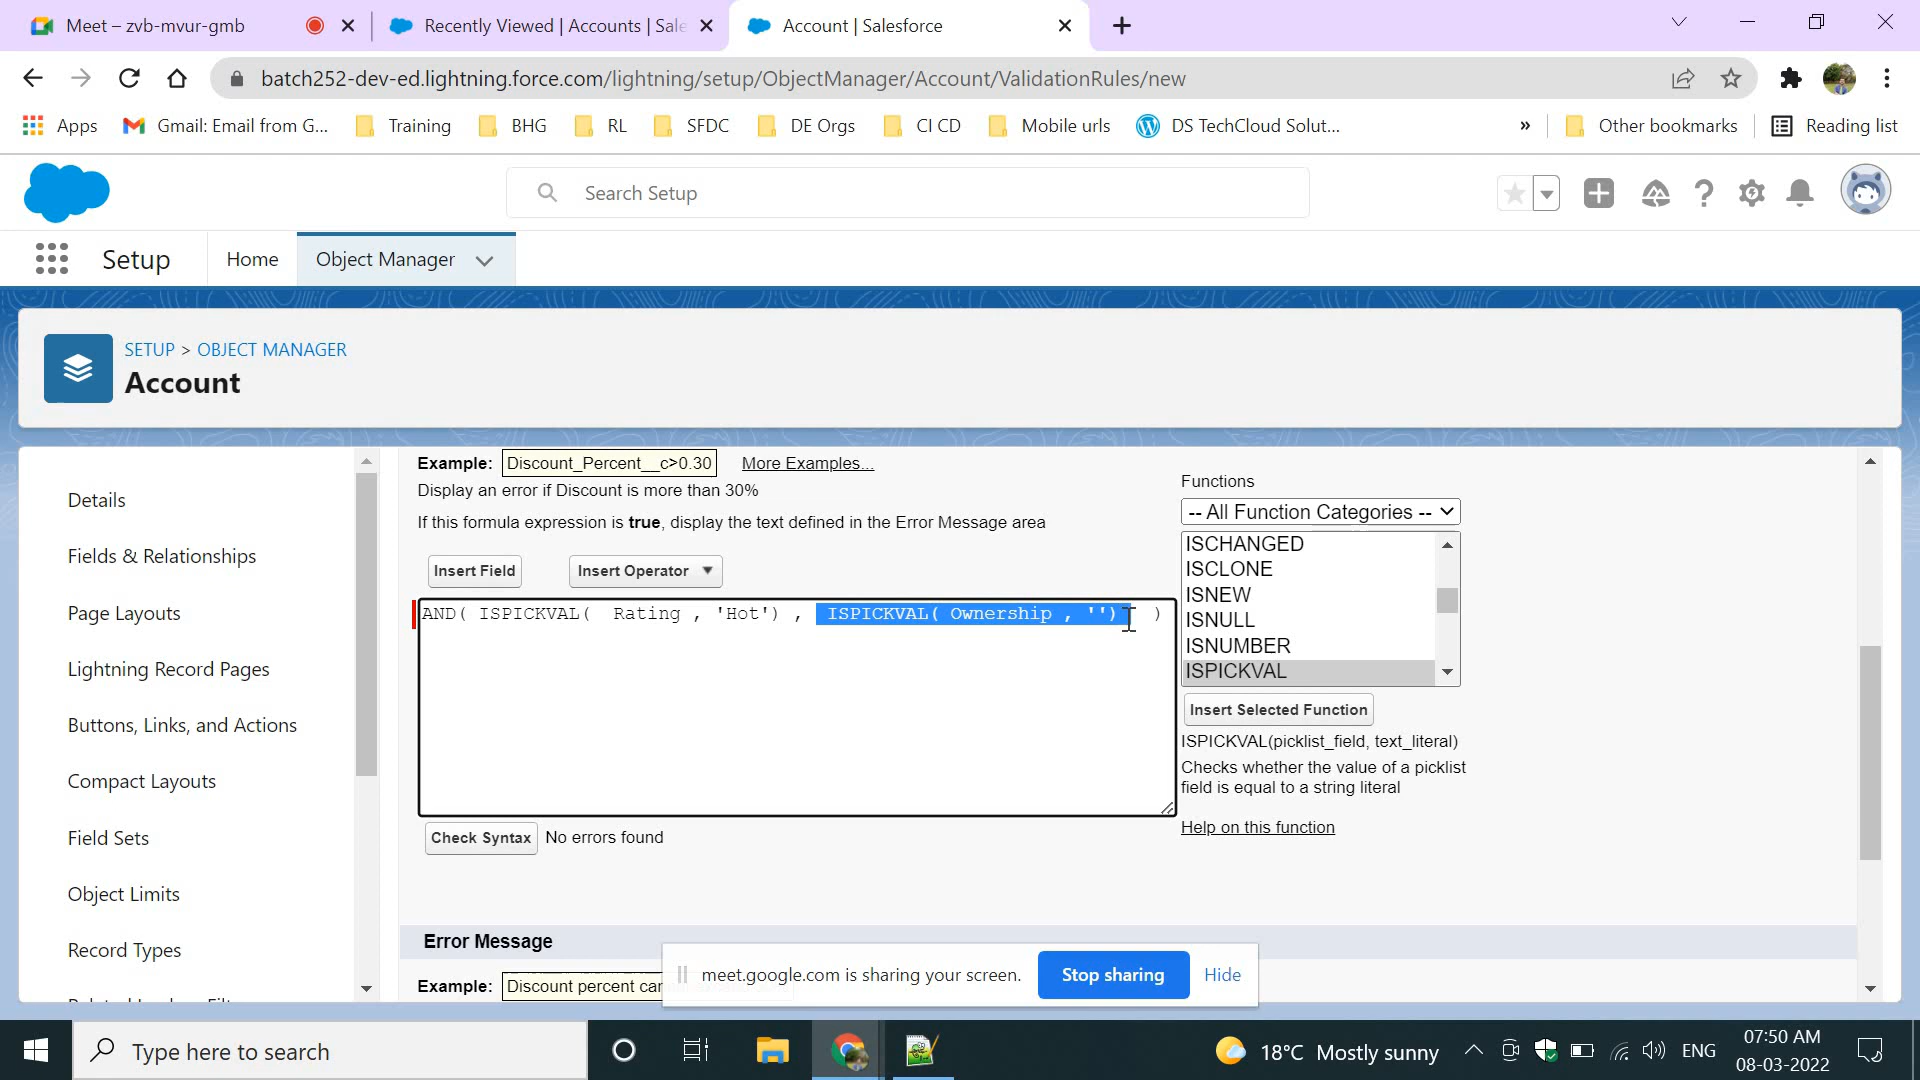 Meet – zvb-mvur-gmb
Recently Viewed | Accounts | Sale
Account | Salesforce
batch252-dev-ed.lightning.force.com/lightning/setup/ObjectManager/Account/ValidationRules/new
Apps
Gmail: Email from G...
Training
BHG
RL
SFDC
DE Orgs
CI CD
Mobile urls
DS TechCloud Solut...
»
Other bookmarks
Reading list
Search Setup
Setup
Home
Object Manager
SETUP > OBJECT MANAGER
Account
Details
Fields & Relationships
Page Layouts
Lightning Record Pages
Buttons, Links, and Actions
Compact Layouts
Field Sets
Object Limits
Record Types
Example: Discount_Percent__c>0.30 More Examples...
Display an error if Discount is more than 30%
If this formula expression is true, display the text defined in the Error Message area
Insert Field
Insert Operator
AND( ISPICKVAL(  Rating , 'Hot') ,  ISPICKVAL( Ownership , '')   )
Check Syntax No errors found
Functions
-- All Function Categories --
ISCHANGED
ISCLONE
ISNEW
ISNULL
ISNUMBER
ISPICKVAL
Insert Selected Function
ISPICKVAL(picklist_field, text_literal)
Checks whether the value of a picklist
field is equal to a string literal
Help on this function
Error Message
Example: Discount percent can
meet.google.com is sharing your screen.
Stop sharing
Hide
Type here to search
18°C Mostly sunny
ENG
07:50 AM
08-03-2022